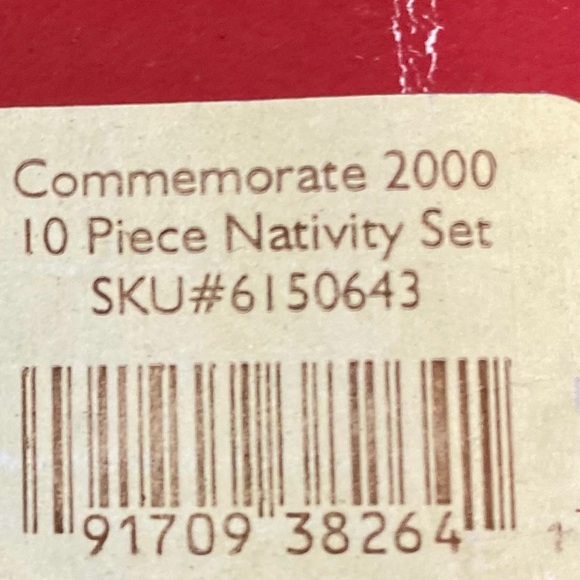 Commemorate 2000
10 Piece Nativity Set
SKU#6150643
91709 38264